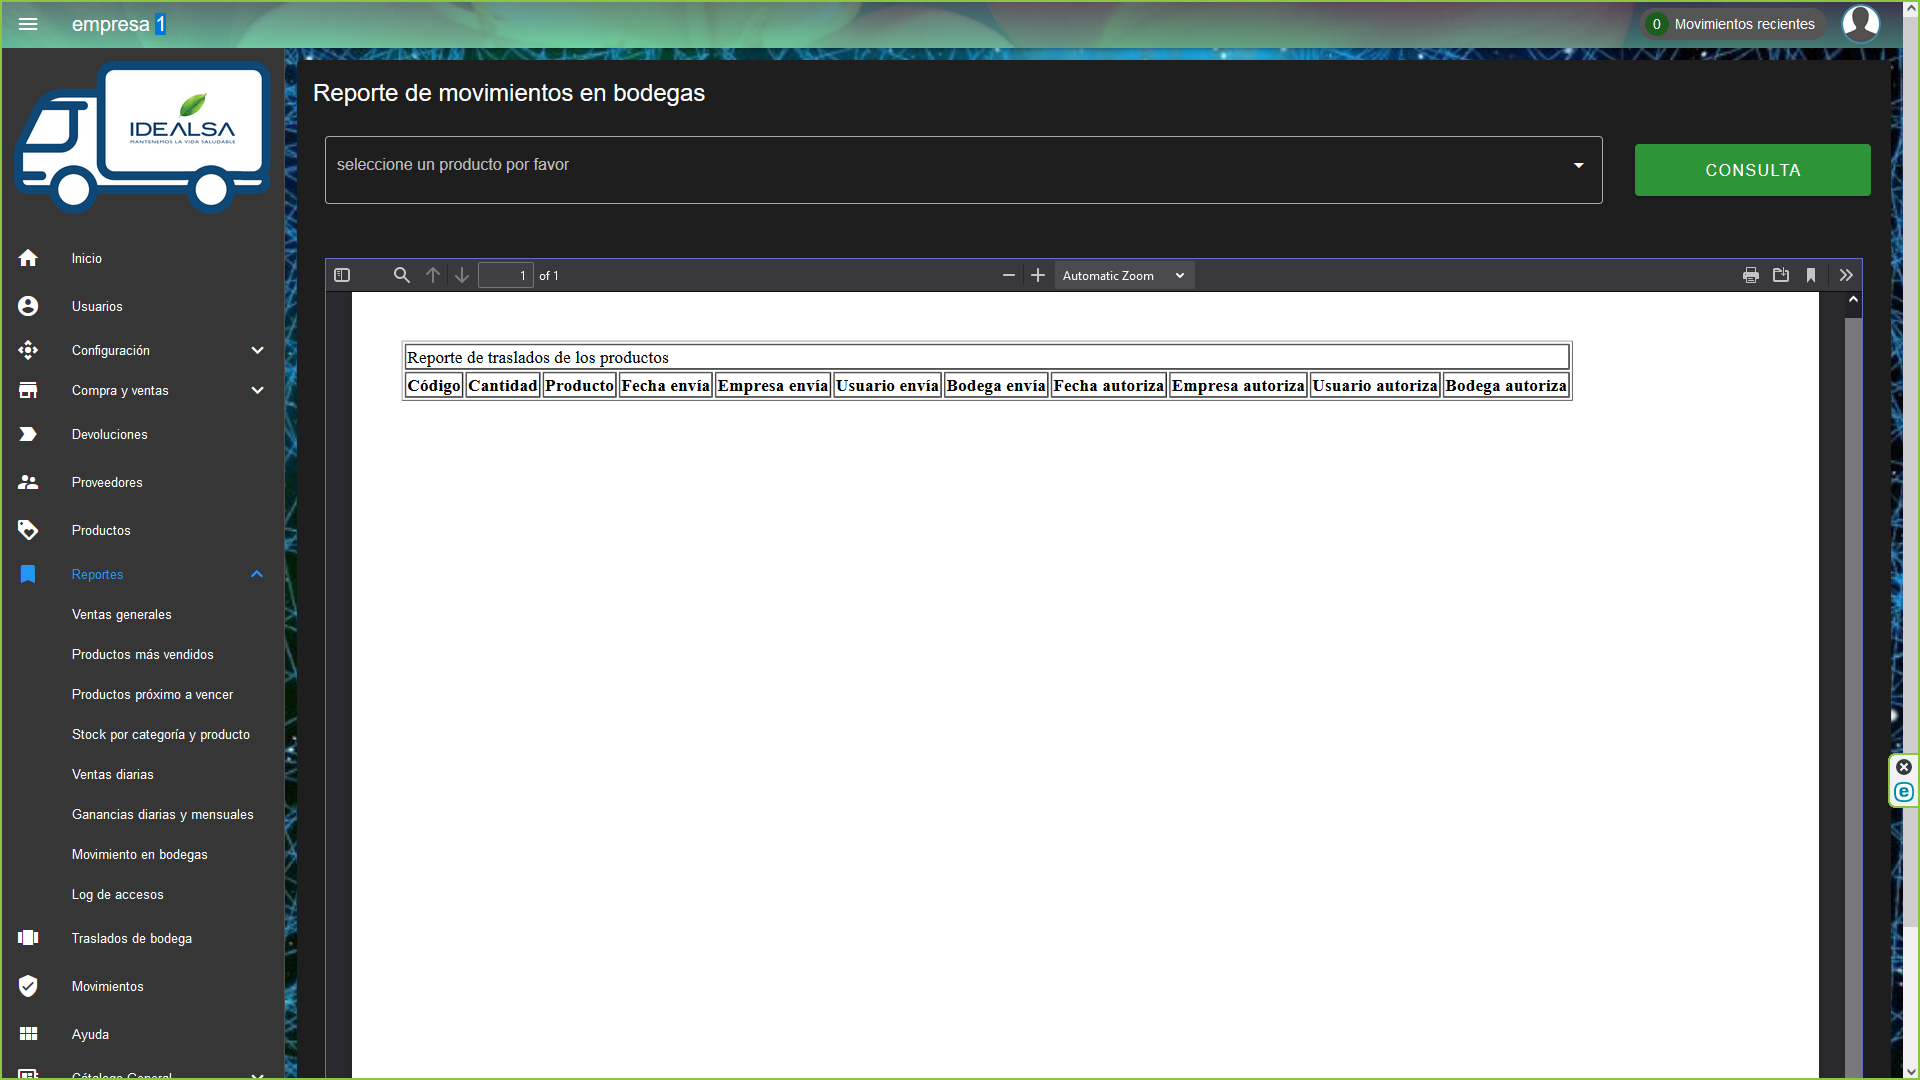 empresa 1
0 Movimientos recientes
IDEALSA
MANTENEMOS LA VIDA SALUDABLE
Inicio
Usuarios
Configuración
Compra y ventas
Devoluciones
Proveedores
Productos
Reportes
Ventas generales
Productos más vendidos
Productos próximo a vencer
Stock por categoría y producto
Ventas diarias
Ganancias diarias y mensuales
Movimiento en bodegas
Log de accesos
Traslados de bodega
Movimientos
Ayuda
Cátalogo General
Reporte de movimientos en bodegas
seleccione un producto por favor
CONSULTA
1 of 1
Automatic Zoom
Reporte de traslados de los productos
Código Cantidad Producto Fecha envía Empresa envía Usuario envía Bodega envía Fecha autoriza Empresa autoriza Usuario autoriza Bodega autoriza